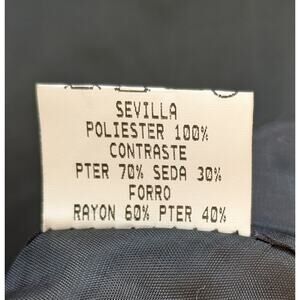 SEVILLA
POLIESTER 100%
CONTRASTE
PTER 70% SEDA 30%
FORRO
RAYON 60% PTER 40%